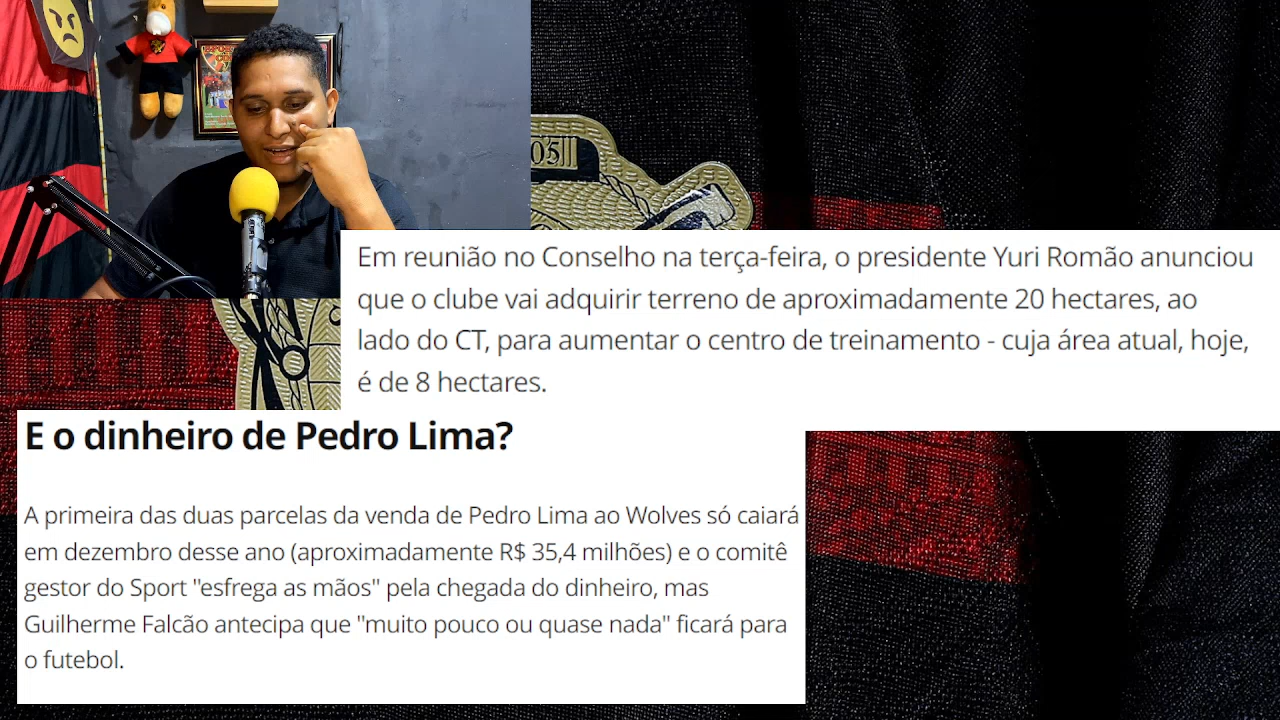 05
Em reunião no Conselho na terça-feira, o presidente Yuri Romão anunciou
que o clube vai adquirir terreno de aproximadamente 20 hectares, ao
lado do CT, para aumentar o centro de treinamento - cuja área atual, hoje,
é de 8 hectares.
E o dinheiro de Pedro Lima?
A primeira das duas parcelas da venda de Pedro Lima ao Wolves só caiará
em dezembro desse ano (aproximadamente R$ 35,4 milhões) e o comitê
gestor do Sport "esfrega as mãos" pela chegada do dinheiro, mas
Guilherme Falcão antecipa que "muito pouco ou quase nada" ficará para
o futebol.